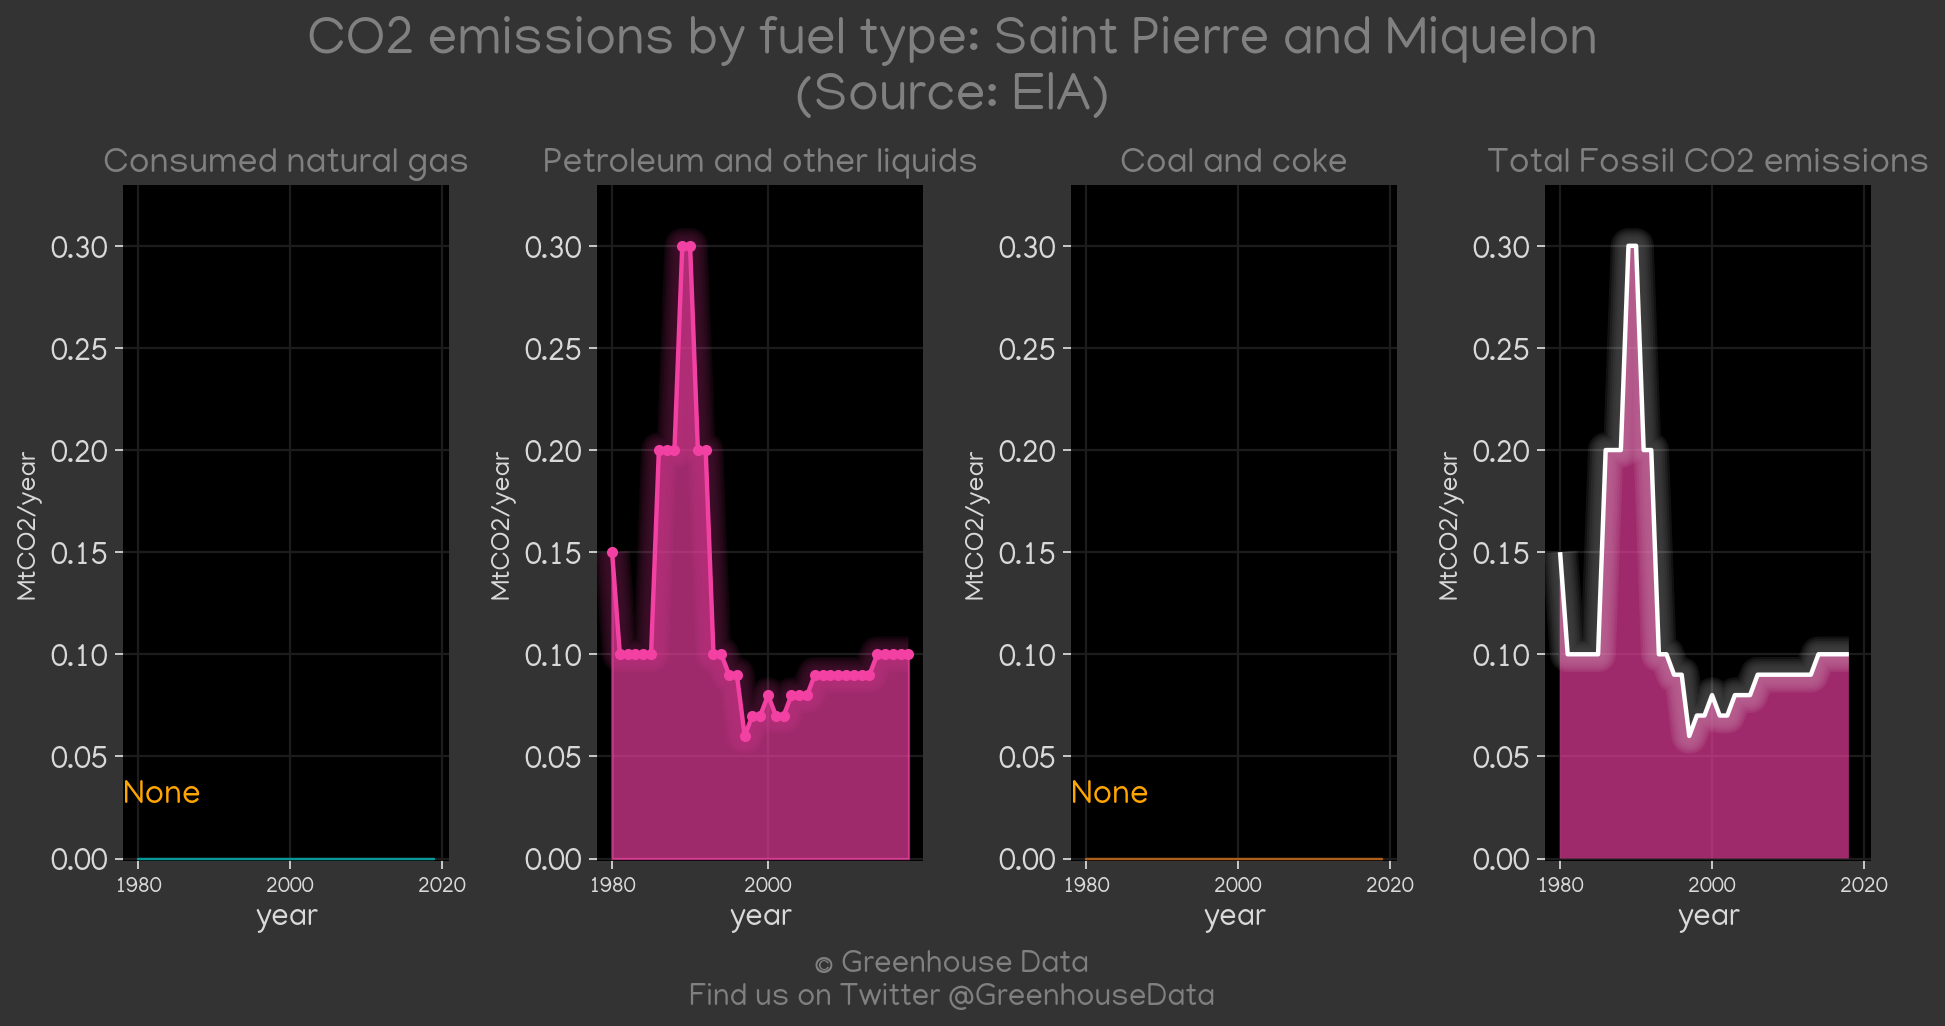 CO2 emissions by fuel type: Saint Pierre and Miquelon
(Source: EIA)
Consumed natural gas
Petroleum and other liquids
Coal and coke
Total Fossil CO2 emissions
MtCO2/year
0.30
0.25
0.20
0.15
0.10
0.05
0.00
None
1980 2000 2020
year
MtCO2/year
0.30
0.25
0.20
0.15
0.10
0.05
0.00
1980 2000
year
MtCO2/year
0.30
0.25
0.20
0.15
0.10
0.05
0.00
None
1980 2000 2020
year
MtCO2/year
0.30
0.25
0.20
0.15
0.10
0.05
0.00
1980 2000 2020
year
© Greenhouse Data
Find us on Twitter @GreenhouseData